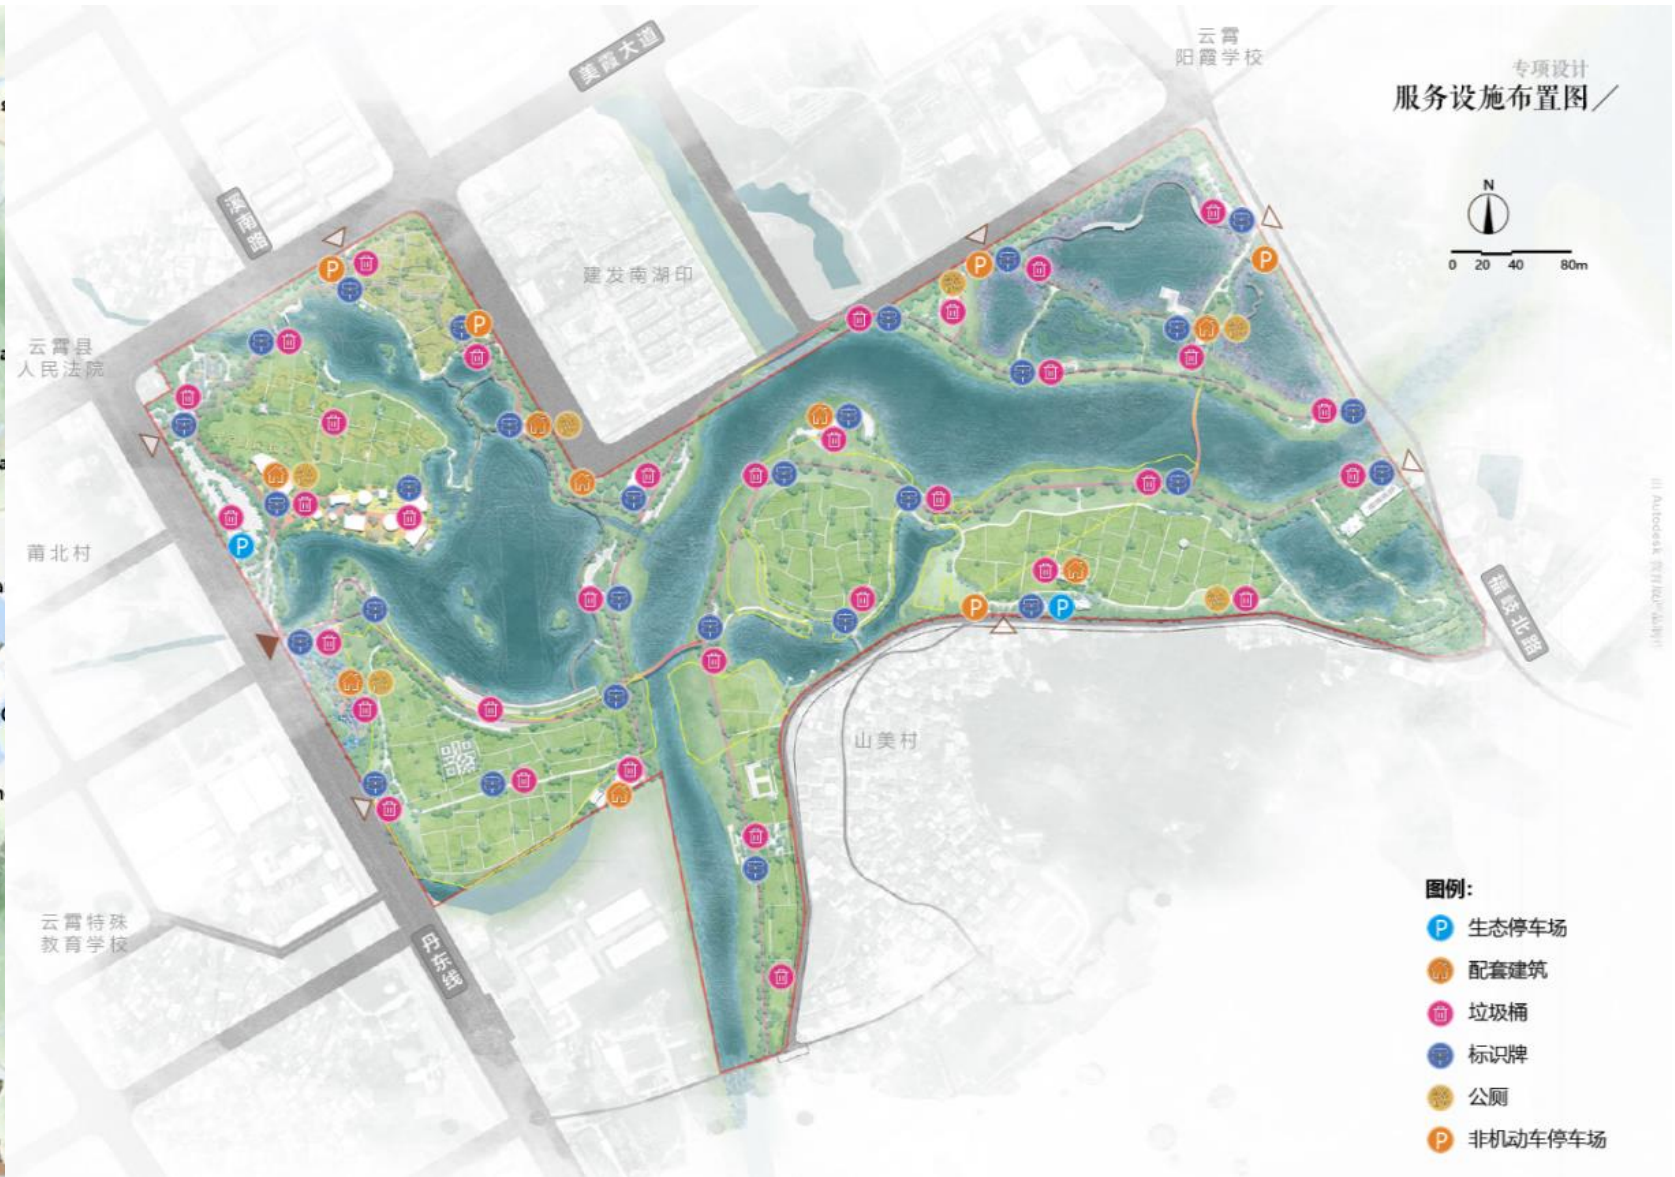 云霄
阳霞学校
专项设计
服务设施布置图
美霞大道
溪南路
N
0 20 40 80m
建发南湖印
云霄县
人民法院
莆北村
福岐北路
山美村
云霄特殊
教育学校
丹东线
P
P
P
P
P
P
P
图例:
P 生态停车场
配套建筑
垃圾桶
标识牌
公厕
P 非机动车停车场